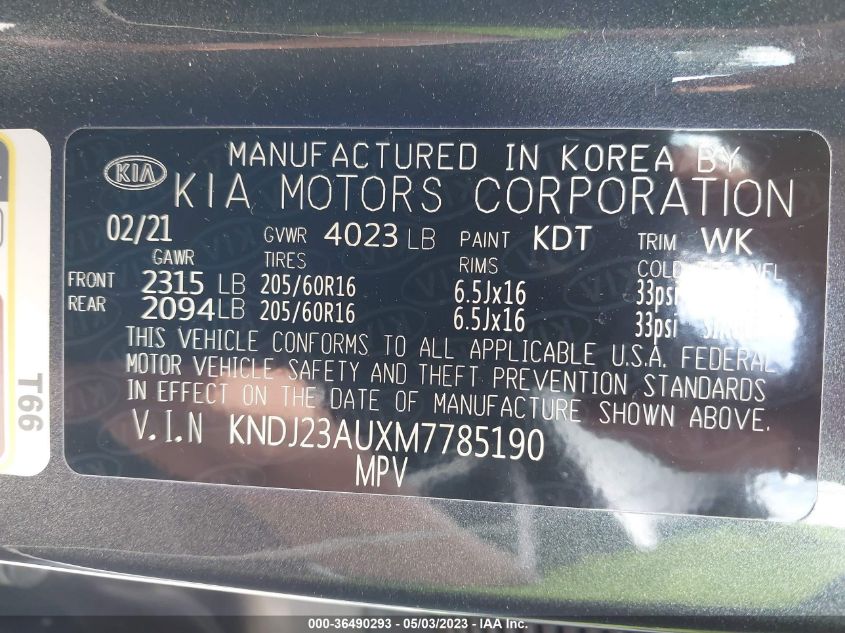 KIA
MANUFACTURED IN KOREA BY
KIA MOTORS CORPORATION
02/21 GVWR 4023 LB PAINT KDT TRIM WK
GAWR TIRES RIMS COLD
FRONT 2315 LB 205/60R16 6.5Jx16 33psi
REAR 2094 LB 205/60R16 6.5Jx16 33psi
THIS VEHICLE CONFORMS TO ALL APPLICABLE U.S.A. FEDERAL
MOTOR VEHICLE SAFETY AND THEFT PREVENTION STANDARDS
IN EFFECT ON THE DATE OF MANUFACTURE SHOWN ABOVE.
V.I.N KNDJ23AUXM7785190
MPV
T66
000-36490293 - 05/03/2023 - IAA Inc.